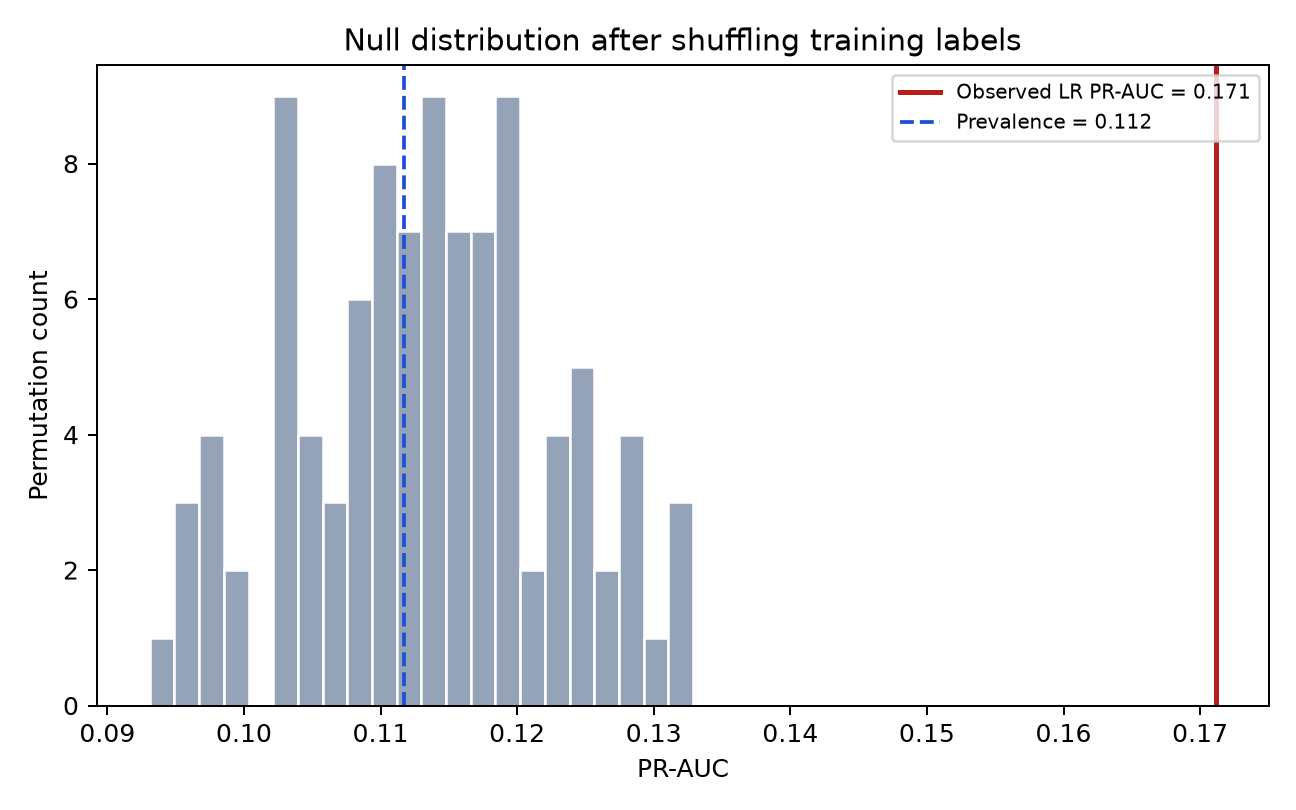 Null distribution after shuffling training labels
Observed LR PR-AUC = 0.171
Prevalence = 0.112
Permutation count
8
6
4
2
0
0.09 0.10 0.11 0.12 0.13 0.14 0.15 0.16 0.17
PR-AUC